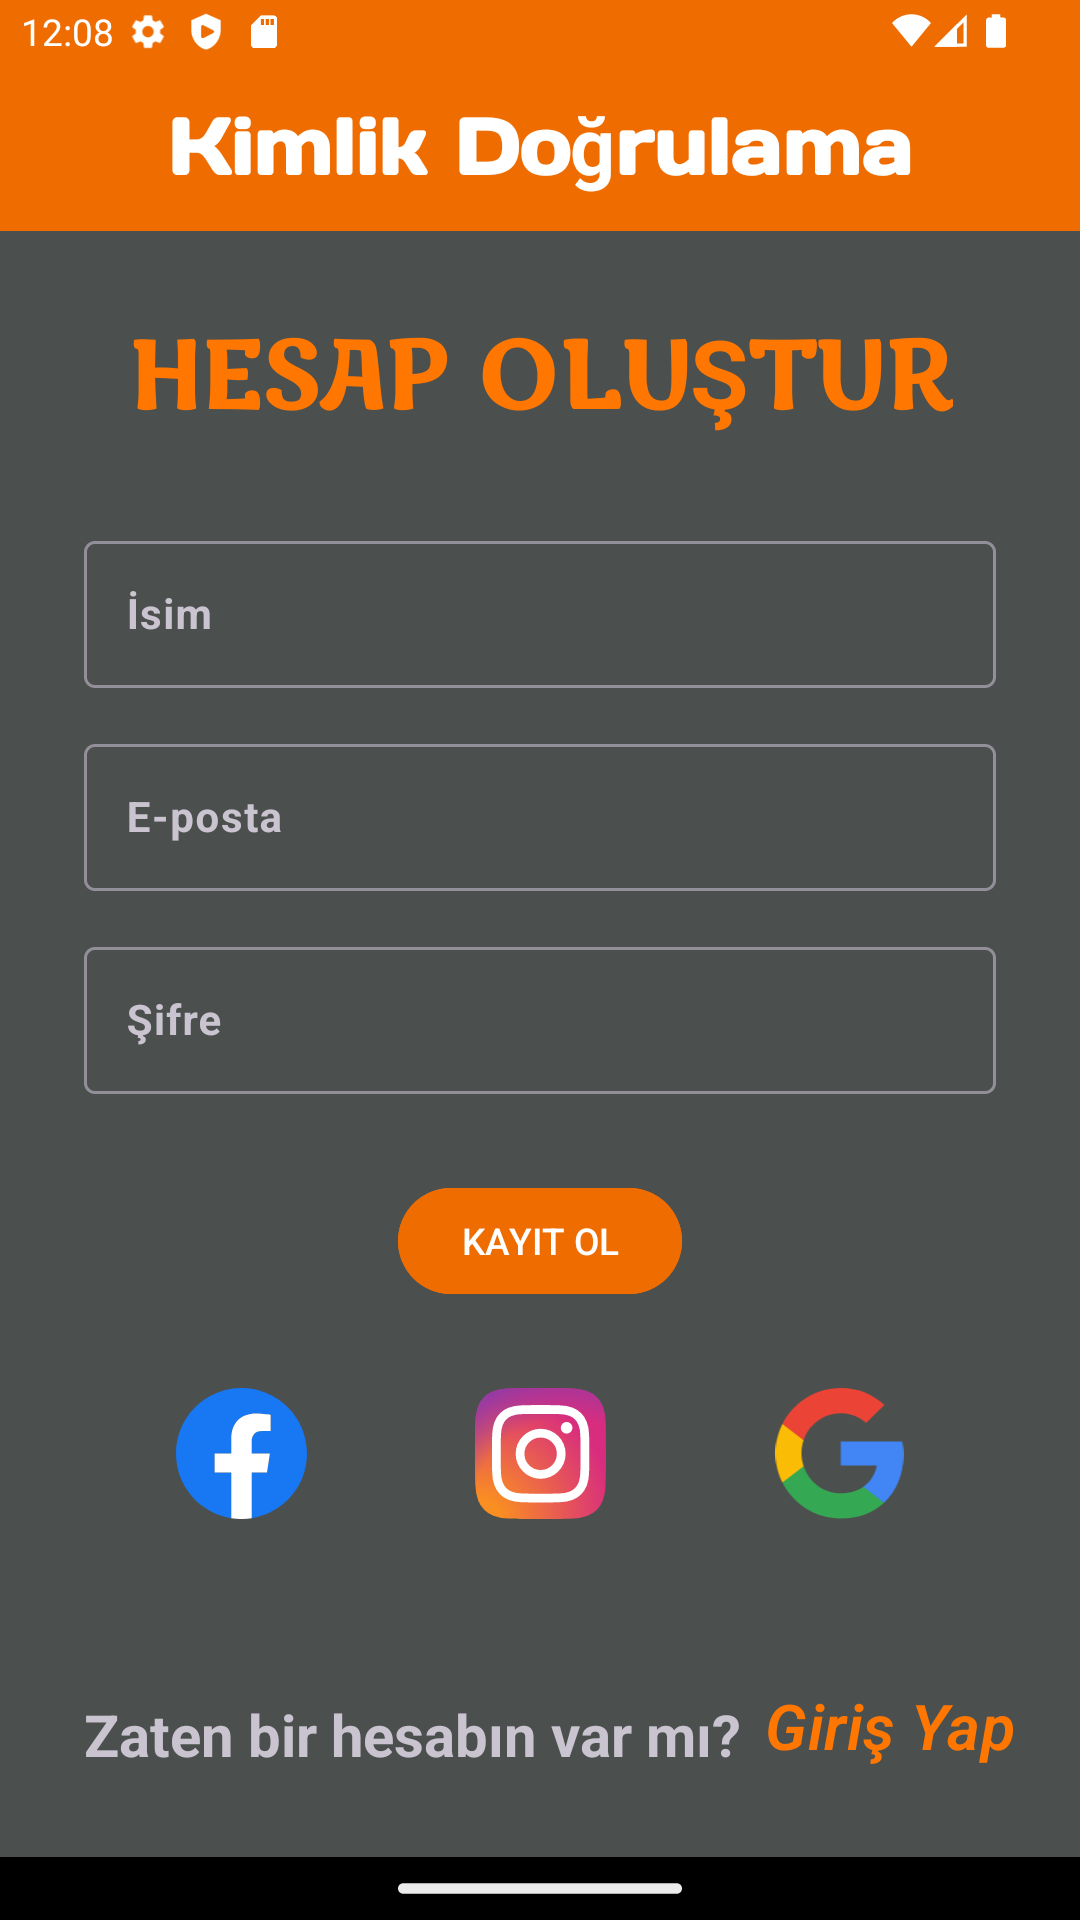 12:08
Kimlik Doğrulama
HESAP OLUŞTUR
İsim
E-posta
Şifre
KAYIT OL
Zaten bir hesabın var mı? Giriş Yap